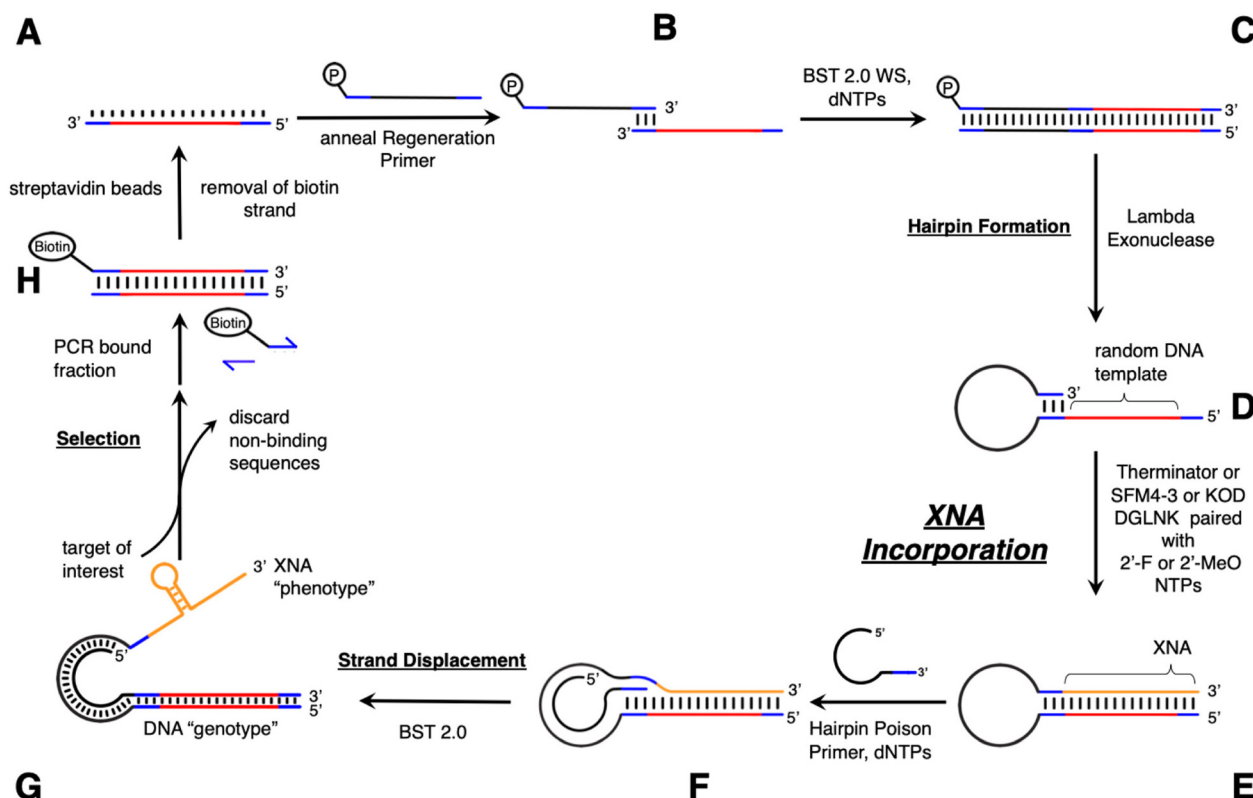 A
B
C
P
3’
5’
anneal Regeneration
Primer
P
3’
3’
BST 2.0 WS,
dNTPs
P
3’
5’
streptavidin beads
removal of biotin
strand
Hairpin Formation
Lambda
Exonuclease
Biotin
H
3’
5’
Biotin
PCR bound
fraction
random DNA
template
3’
D
5’
Selection
discard
non-binding
sequences
XNA
Incorporation
Therminator or
SFM4-3 or KOD
DGLNK paired
with
2’-F or 2’-MeO
NTPs
target of
interest
3’ XNA
“phenotype”
5’
Strand Displacement
BST 2.0
5’
3’
5’
5’
3’
Hairpin Poison
Primer, dNTPs
XNA
3’
5’
3’
5’
DNA “genotype”
G
F
E